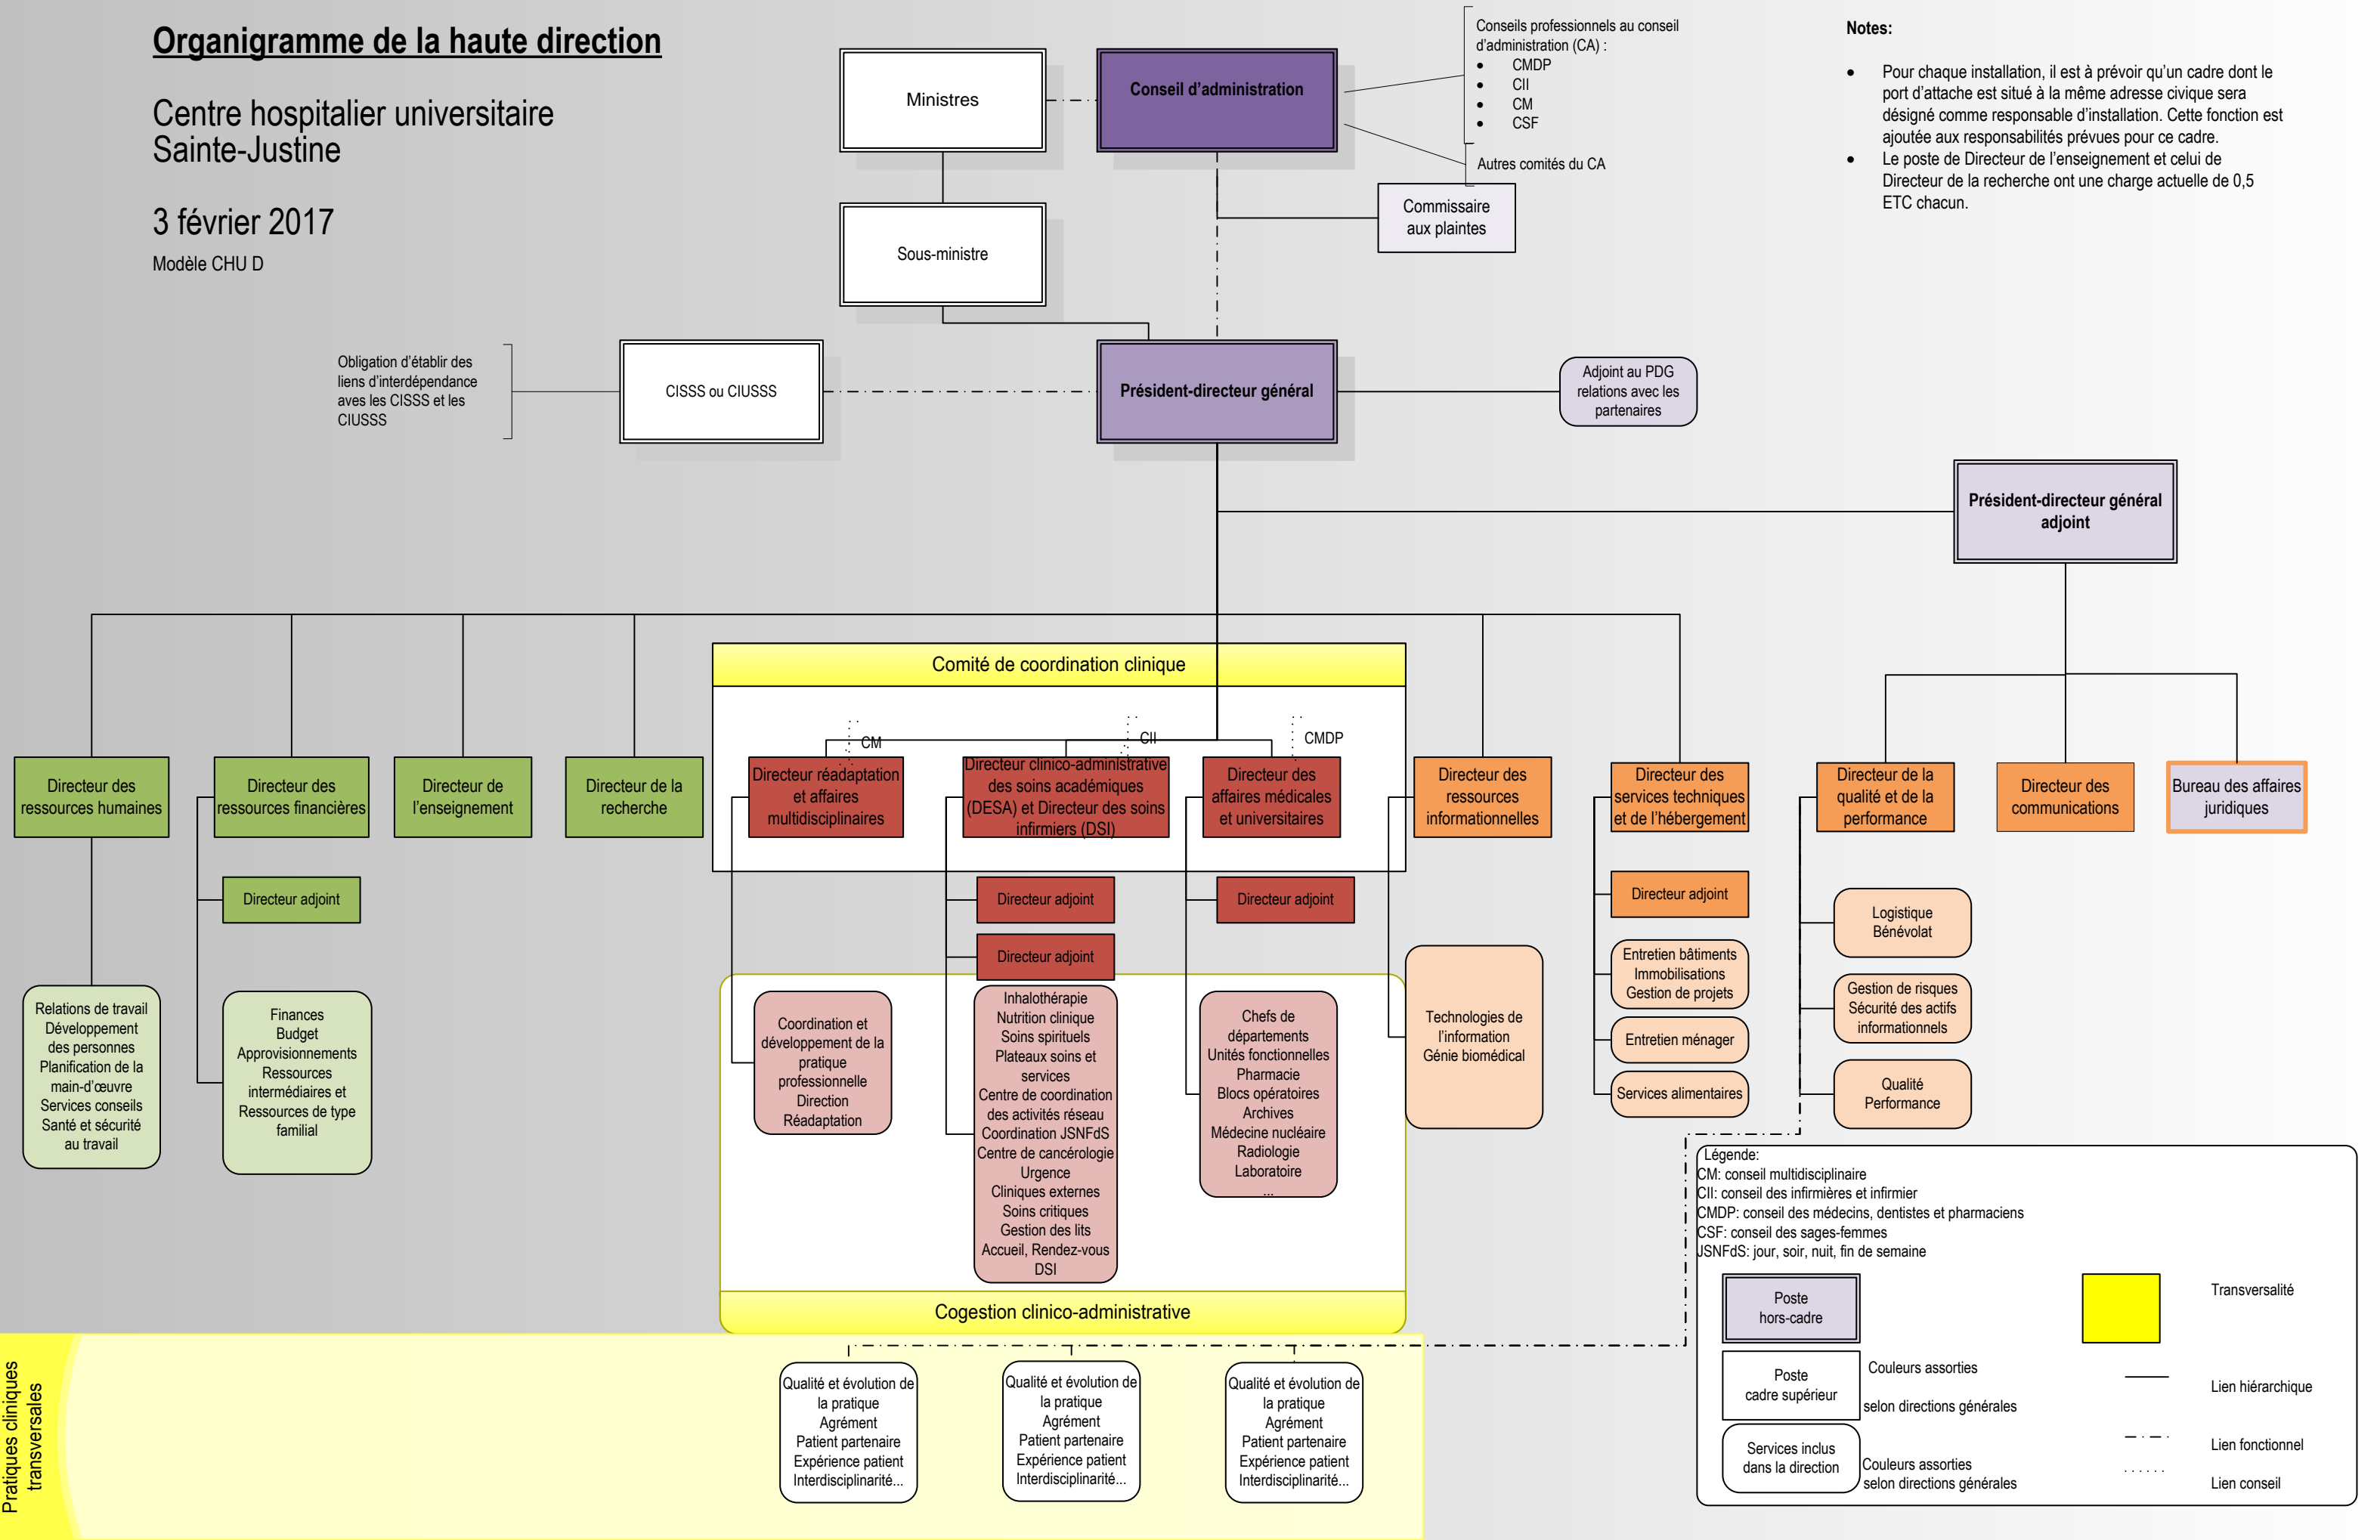 Organigramme de la haute direction
Centre hospitalier universitaire
Sainte-Justine
3 février 2017
Modèle CHU D
Ministres
Conseil d'administration
Conseils professionnels au conseil
d'administration (CA) :
• CMDP
• CII
• CM
• CSF
Autres comités du CA
Notes:
• Pour chaque installation, il est à prévoir qu'un cadre dont le
port d'attache est situé à la même adresse civique sera
désigné comme responsable d'installation. Cette fonction est
ajoutée aux responsabilités prévues pour ce cadre.
• Le poste de Directeur de l'enseignement et celui de
Directeur de la recherche ont une charge actuelle de 0,5
ETC chacun.
Commissaire
aux plaintes
Sous-ministre
Obligation d'établir des
liens d'interdépendance
aves les CISSS et les
CIUSSS
CISSS ou CIUSSS
Président-directeur général
Adjoint au PDG
relations avec les
partenaires
Président-directeur général
adjoint
Comité de coordination clinique
CM
CII
CMDP
Directeur des
ressources humaines
Directeur des
ressources financières
Directeur de
l'enseignement
Directeur de la
recherche
Directeur réadaptation
et affaires
multidisciplinaires
Directeur clinico-administrative
des soins académiques
(DESA) et Directeur des soins
infirmiers (DSI)
Directeur des
affaires médicales
et universitaires
Directeur des
ressources
informationnelles
Directeur des
services techniques
et de l'hébergement
Directeur de la
qualité et de la
performance
Directeur des
communications
Bureau des affaires
juridiques
Directeur adjoint
Directeur adjoint
Directeur adjoint
Directeur adjoint
Directeur adjoint
Relations de travail
Développement
des personnes
Planification de la
main-d'œuvre
Services conseils
Santé et sécurité
au travail
Finances
Budget
Approvisionnements
Ressources
intermédiaires et
Ressources de type
familial
Coordination et
développement de la
pratique
professionnelle
Direction
Réadaptation
Inhalothérapie
Nutrition clinique
Soins spirituels
Plateaux soins et
services
Centre de coordination
des activités réseau
Coordination JSNFdS
Centre de cancérologie
Urgence
Cliniques externes
Soins critiques
Gestion des lits
Accueil, Rendez-vous
DSI
Chefs de
départements
Unités fonctionnelles
Pharmacie
Blocs opératoires
Archives
Médecine nucléaire
Radiologie
Laboratoire
...
Technologies de
l'information
Génie biomédical
Entretien bâtiments
Immobilisations
Gestion de projets
Entretien ménager
Services alimentaires
Logistique
Bénévolat
Gestion de risques
Sécurité des actifs
informationnels
Qualité
Performance
Cogestion clinico-administrative
Pratiques cliniques
transversales
Qualité et évolution de
la pratique
Agrément
Patient partenaire
Expérience patient
Interdisciplinarité...
Qualité et évolution de
la pratique
Agrément
Patient partenaire
Expérience patient
Interdisciplinarité...
Qualité et évolution de
la pratique
Agrément
Patient partenaire
Expérience patient
Interdisciplinarité...
Légende:
CM: conseil multidisciplinaire
CII: conseil des infirmières et infirmier
CMDP: conseil des médecins, dentistes et pharmaciens
CSF: conseil des sages-femmes
JSNFdS: jour, soir, nuit, fin de semaine
Poste
hors-cadre
Transversalité
Poste
cadre supérieur
Couleurs assorties
selon directions générales
Lien hiérarchique
Services inclus
dans la direction
Couleurs assorties
selon directions générales
Lien fonctionnel
Lien conseil